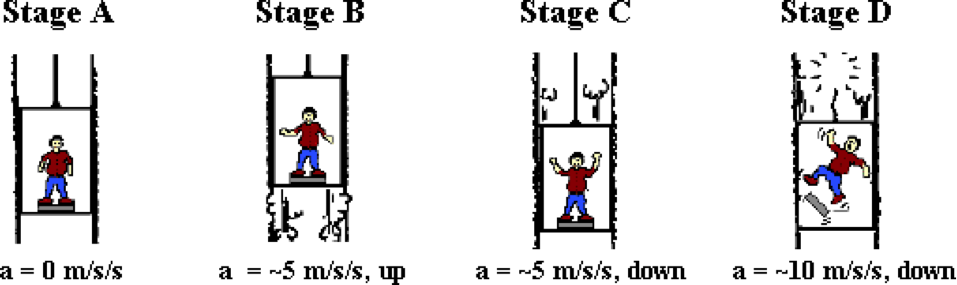 Stage A
Stage B
Stage C
Stage D
a = 0 m/s/s
a = ~5 m/s/s, up
a = ~5 m/s/s, down
a = ~10 m/s/s, down